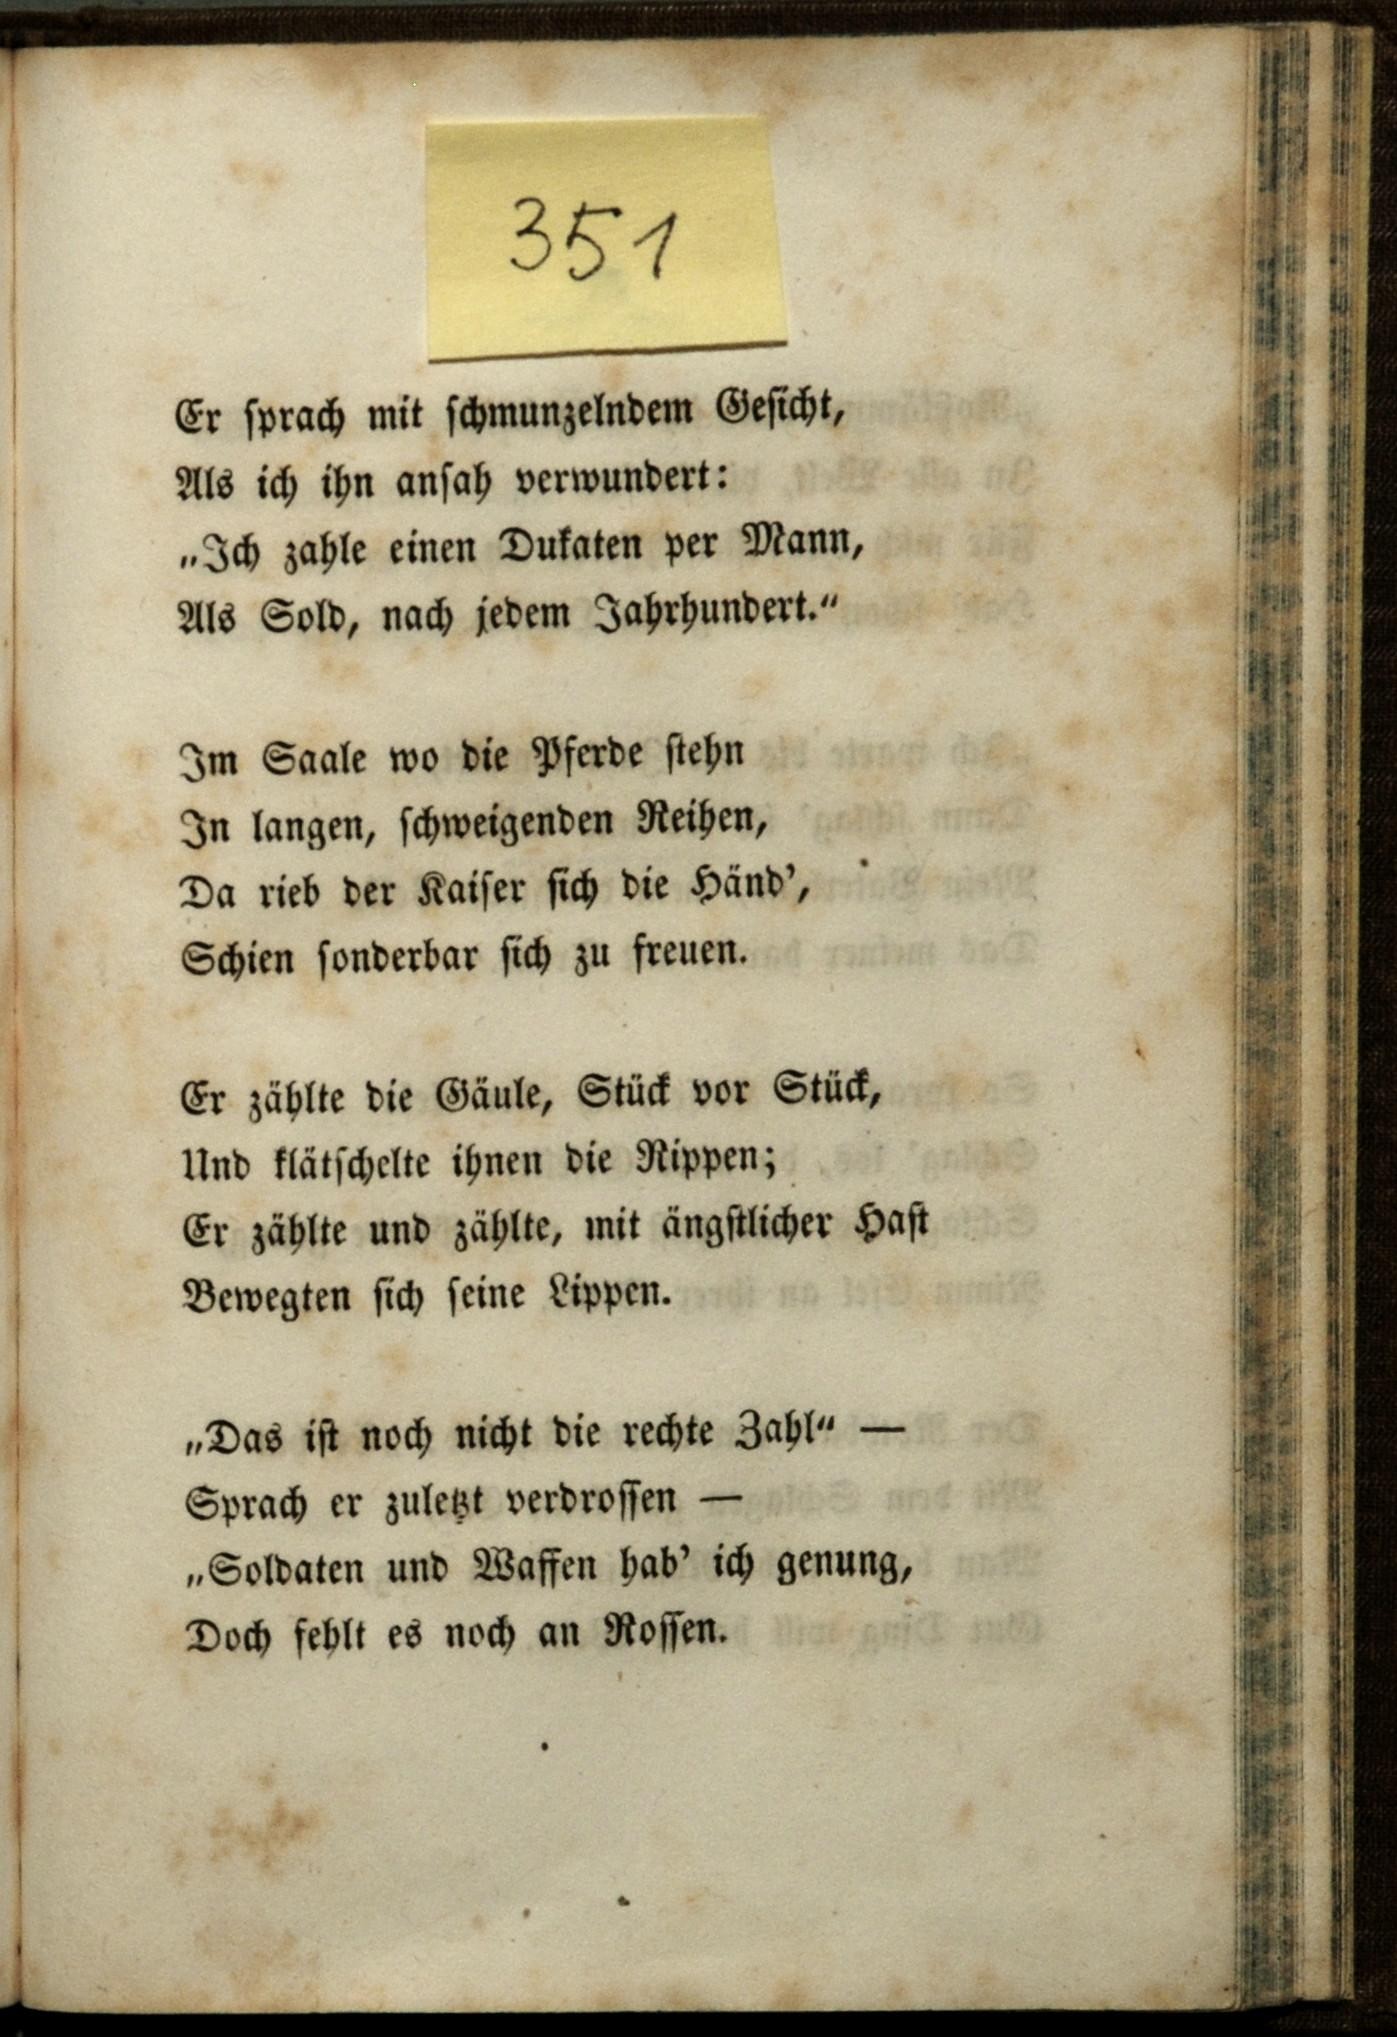 351
Er sprach mit schmunzelndem Gesicht,
Als ich ihn ansah verwundert:
„Ich zahle einen Dukaten per Mann,
Als Sold, nach jedem Jahrhundert.“
Im Saale wo die Pferde stehn
In langen, schweigenden Reihen,
Da rieb der Kaiser sich die Händ’,
Schien sonderbar sich zu freuen.
Er zählte die Gäule, Stück vor Stück,
Und klätschelte ihnen die Rippen;
Er zählte und zählte, mit ängstlicher Hast
Bewegten sich seine Lippen.
„Das ist noch nicht die rechte Zahl“ —
Sprach er zuletzt verdrossen —
„Soldaten und Waffen hab’ ich genung,
Doch fehlt es noch an Rossen.